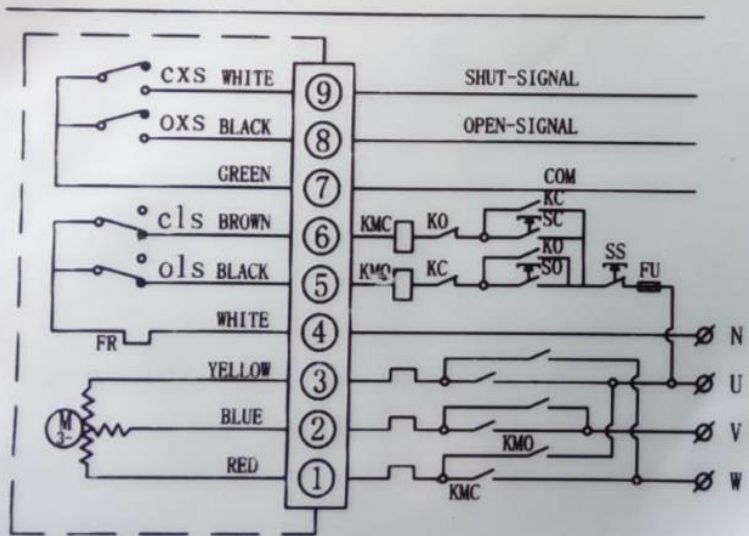 cxs WHITE 9 SHUT-SIGNAL
oxs BLACK 8 OPEN-SIGNAL
GREEN 7 COM
KC
cls BROWN 6 KMC KO SC
KO
ols BLACK 5 KMO KC SO SS FU
WHITE 4 N
FR
YELLOW 3 U
BLUE 2 V
M
3~
KMO
RED 1 W
KMC